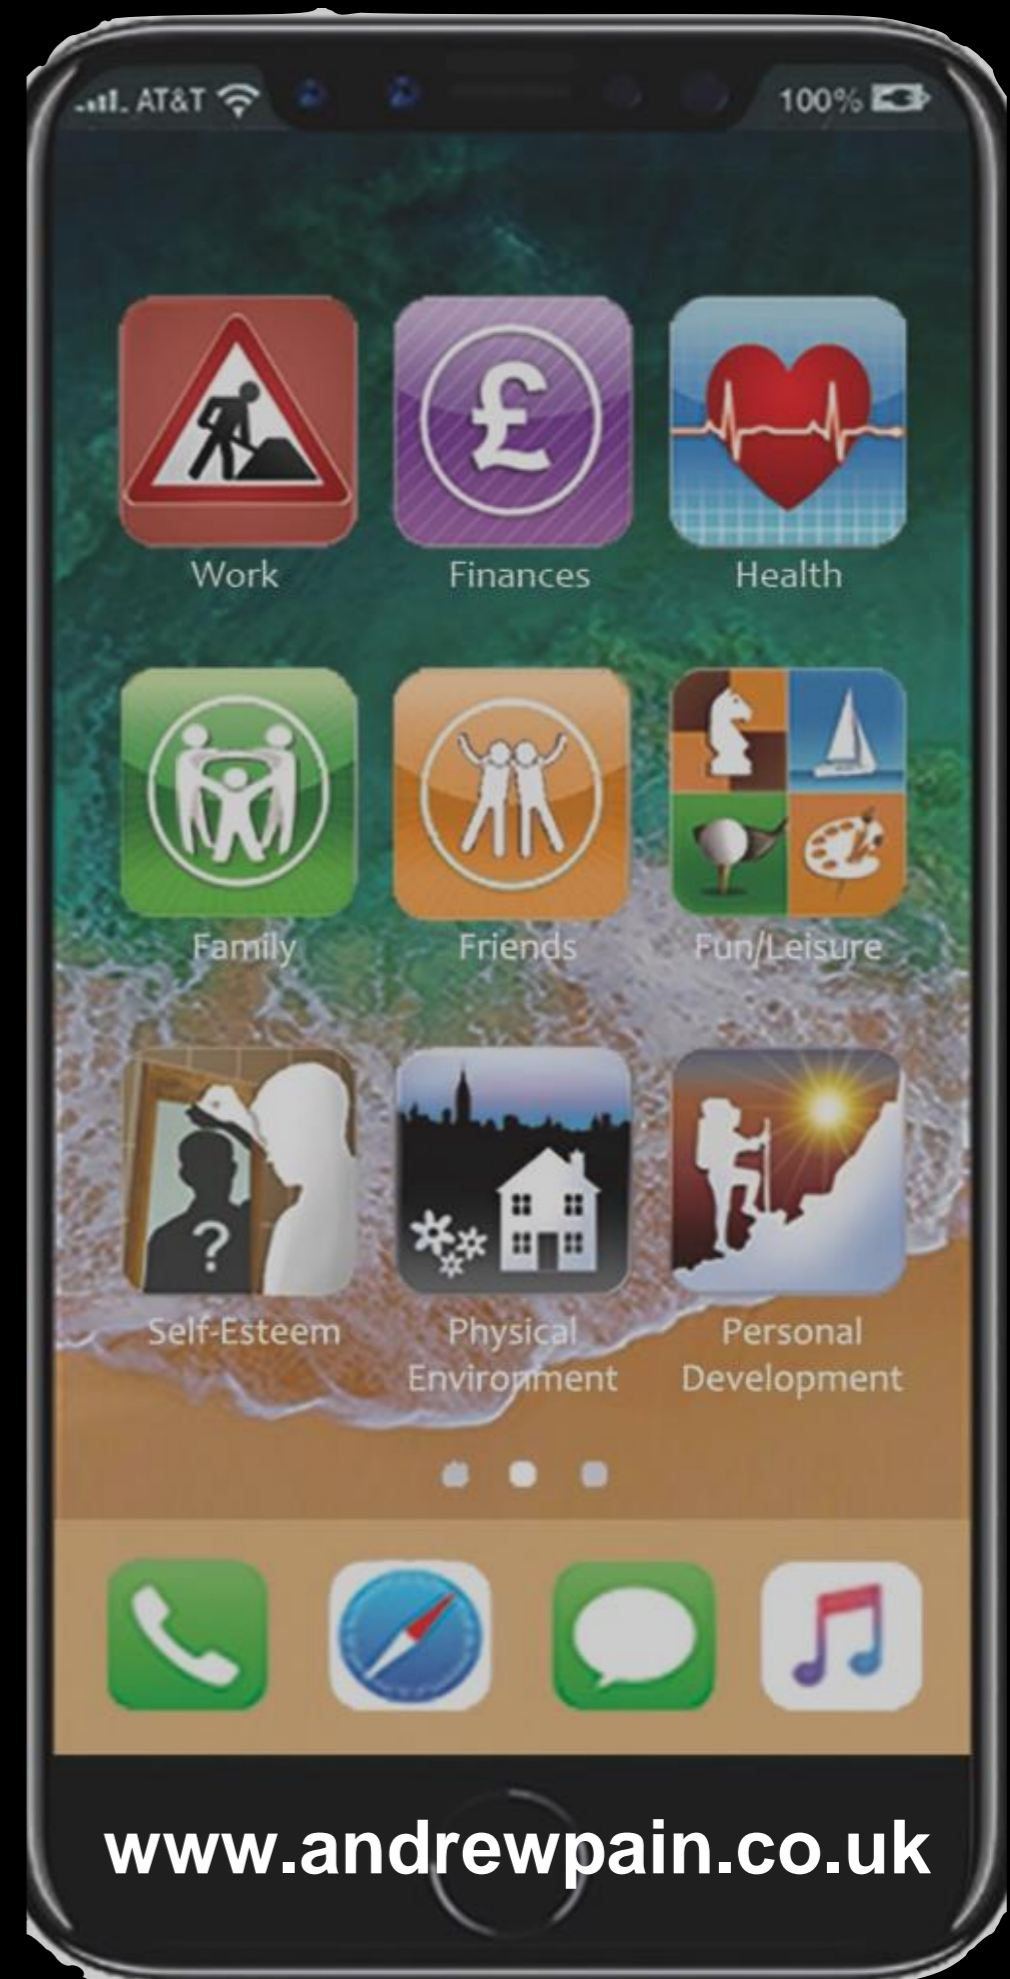 AT&T 100%
£
Work Finances Health
Family Friends Fun/Leisure
?
Self-Esteem Physical Environment Personal Development
www.andrewpain.co.uk